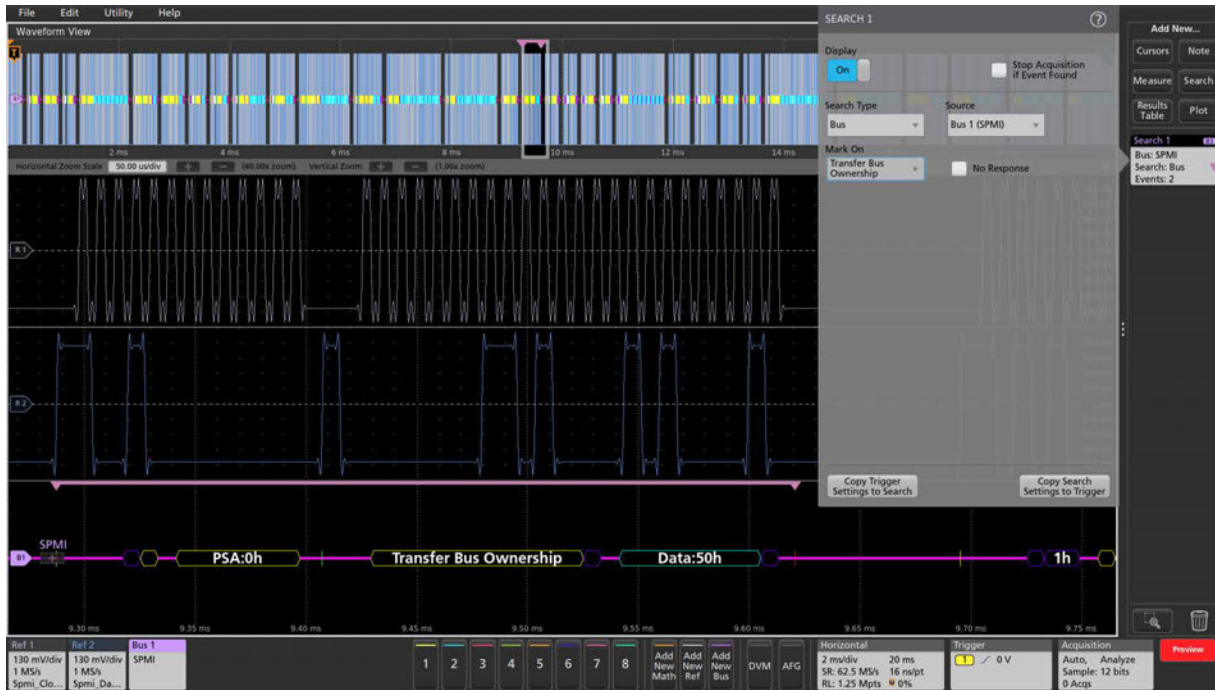 File Edit Utility Help
Waveform View
T
B1
2 ms 4 ms 6 ms 10 ms 12 ms 14 ms
Horizontal Zoom Scale 50.00 us/div (40.00x zoom) Vertical Zoom (1.00x zoom)
R 1
R 2
SPMI
B1
PSA:0h Transfer Bus Ownership Data:50h 1h
9.30 ms 9.35 ms 9.40 ms 9.45 ms 9.50 ms 9.55 ms 9.60 ms 9.65 ms 9.70 ms 9.75 ms
SEARCH 1 ?
Display
On
Stop Acquisition
if Event Found
Search Type Source
Bus Bus 1 (SPMI)
Mark On
Transfer Bus
Ownership
No Response
Copy Trigger
Settings to Search
Copy Search
Settings to Trigger
Add New...
Cursors Note
Measure Search
Results
Table
Plot
Search 1 B1
Bus: SPMI
Search: Bus
Events: 2
Ref 1
130 mV/div
1 MS/s
Spmi_Clo...
Ref 2
130 mV/div
1 MS/s
Spmi_Da...
Bus 1
SPMI
1 2 3 4 5 6 7 8
Add
New
Math
Add
New
Ref
Add
New
Bus
DVM AFG
Horizontal
2 ms/div 20 ms
SR: 62.5 MS/s 16 ns/pt
RL: 1.25 Mpts 0%
Trigger
1 0 V
Acquisition
Auto, Analyze
Sample: 12 bits
0 Acqs
Preview